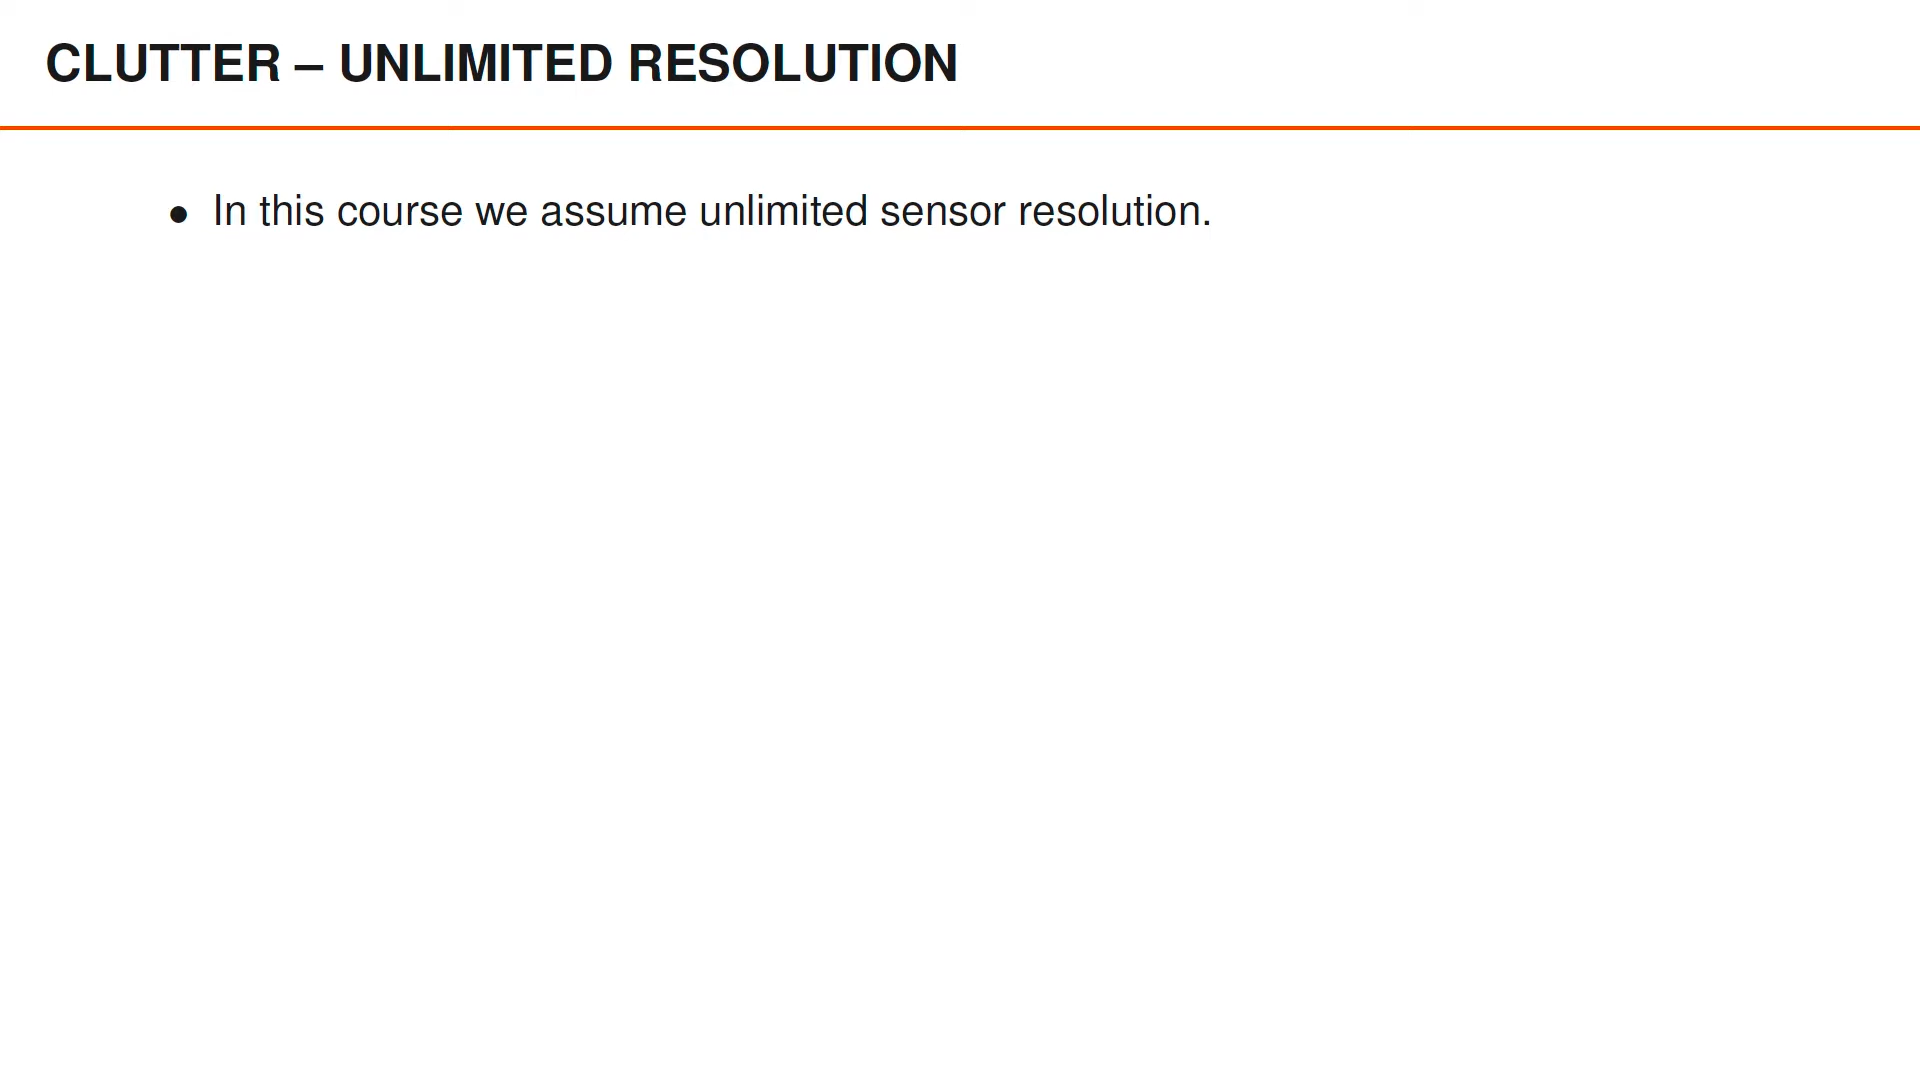 CLUTTER – UNLIMITED RESOLUTION
● In this course we assume unlimited sensor resolution.